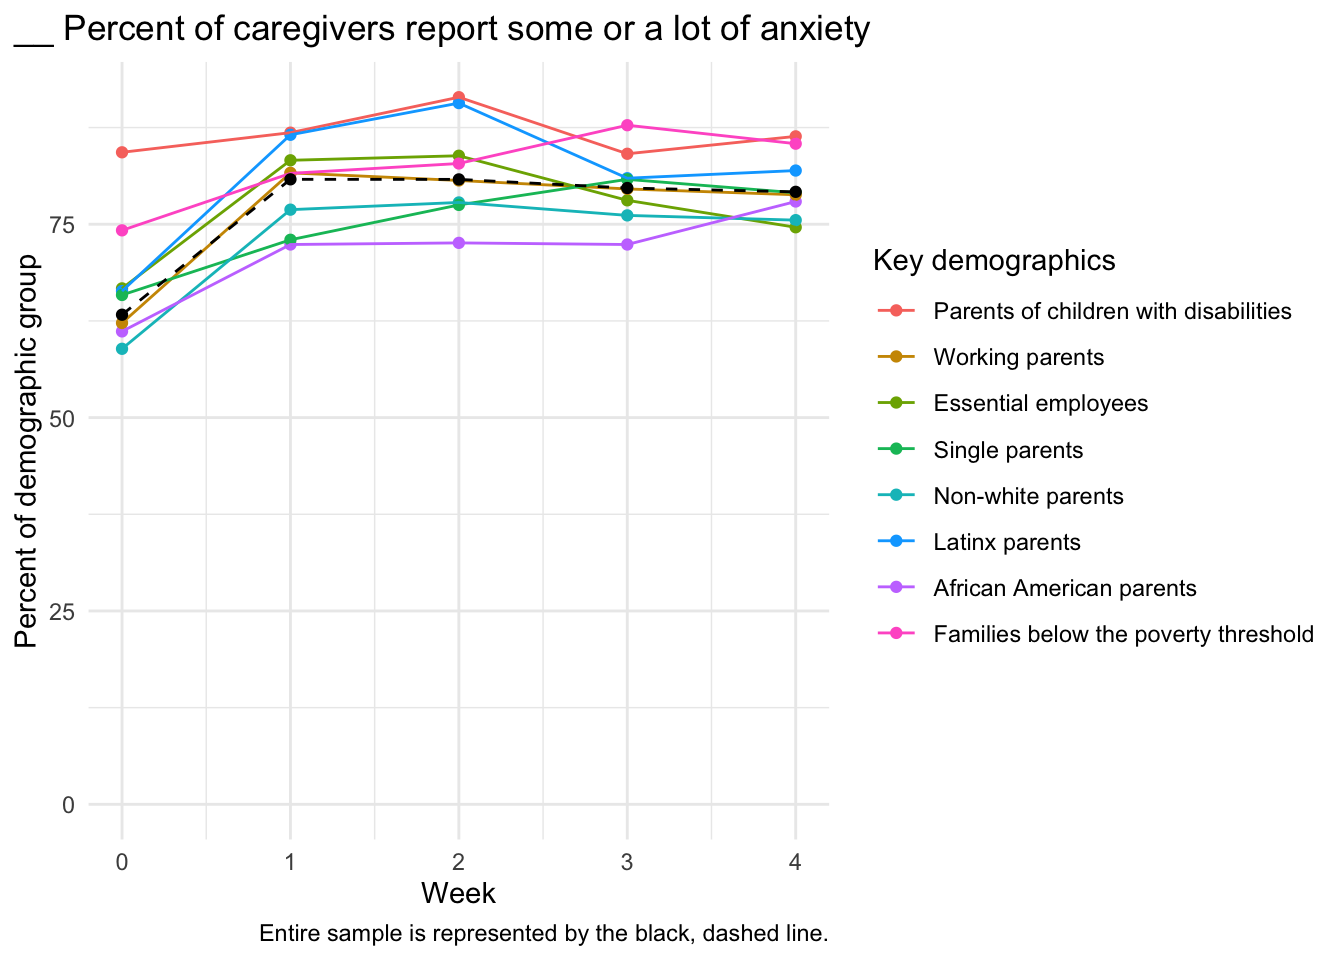 __ Percent of caregivers report some or a lot of anxiety
Percent of demographic group
75
50
25
0
0 1 2 3 4
Week
Entire sample is represented by the black, dashed line.
Key demographics
Parents of children with disabilities
Working parents
Essential employees
Single parents
Non-white parents
Latinx parents
African American parents
Families below the poverty threshold